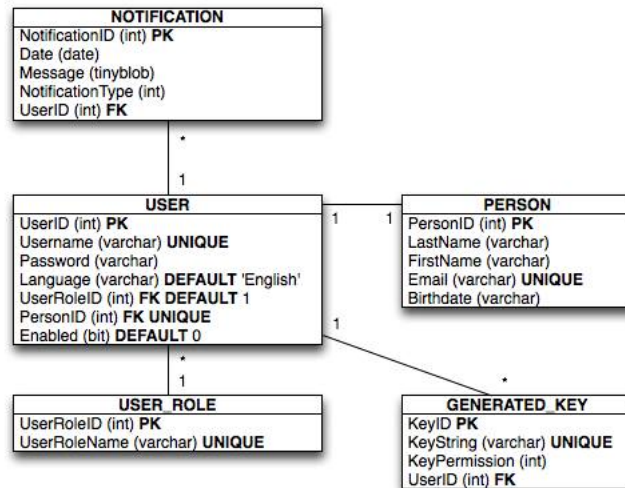 NOTIFICATION
NotificationID (int) PK
Date (date)
Message (tinyblob)
NotificationType (int)
UserID (int) FK
*
1
USER
UserID (int) PK
Username (varchar) UNIQUE
Password (varchar)
Language (varchar) DEFAULT 'English'
UserRoleID (int) FK DEFAULT 1
PersonID (int) FK UNIQUE
Enabled (bit) DEFAULT 0
1
1
PERSON
PersonID (int) PK
LastName (varchar)
FirstName (varchar)
Email (varchar) UNIQUE
Birthdate (varchar)
*
1
USER_ROLE
UserRoleID (int) PK
UserRoleName (varchar) UNIQUE
1
*
GENERATED_KEY
KeyID PK
KeyString (varchar) UNIQUE
KeyPermission (int)
UserID (int) FK